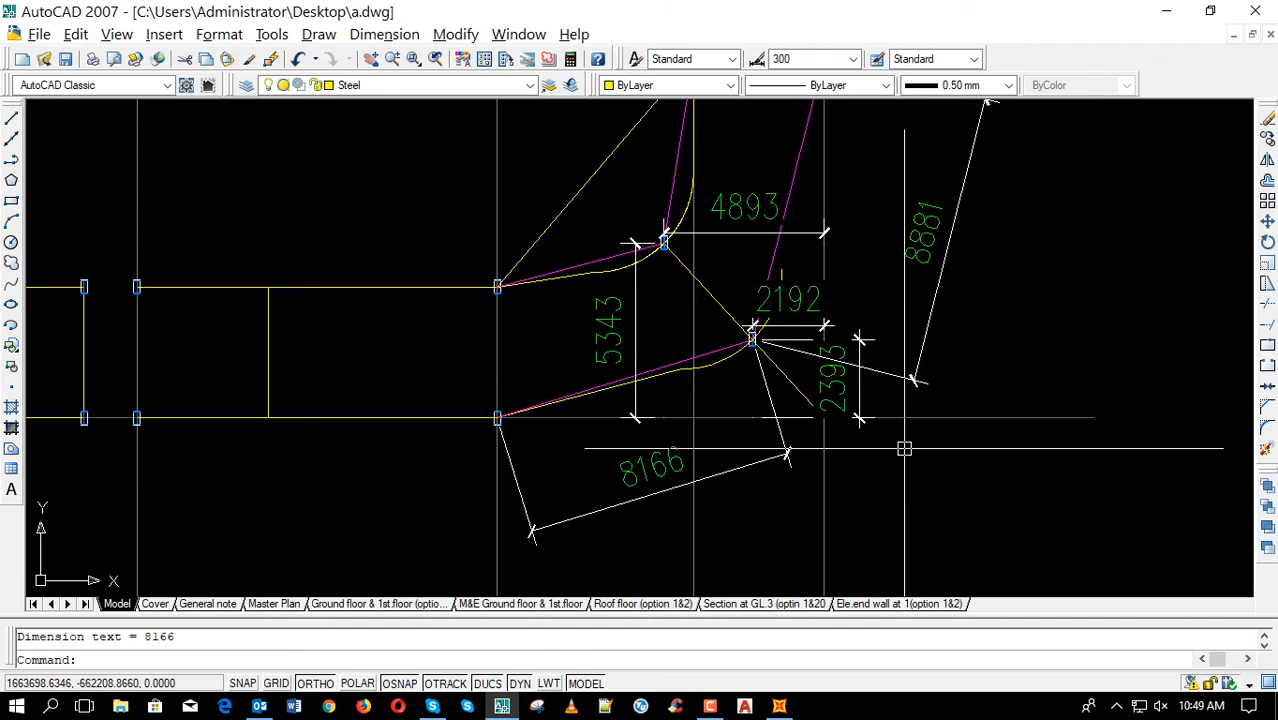 AutoCAD 2007 - [C:\Users\Administrator\Desktop\a.dwg]
File Edit View Insert Format Tools Draw Dimension Modify Window Help
Standard 300 Standard
AutoCAD Classic Steel ByLayer ByLayer 0.50 mm ByColor
4893
8881
2192
5343
2393
8166
Y
X
A
Model Cover General note Master Plan Ground floor & 1st.floor (optio... M&E Ground floor & 1st.floor Roof floor (option 1&2) Section at GL.3 (optin 1&20 Ele.end wall at 1(option 1&2)
Dimension text = 8166
Command:
1663698.6346, -662208.8660, 0.0000 SNAP GRID ORTHO POLAR OSNAP OTRACK DUCS DYN LWT MODEL
10:49 AM